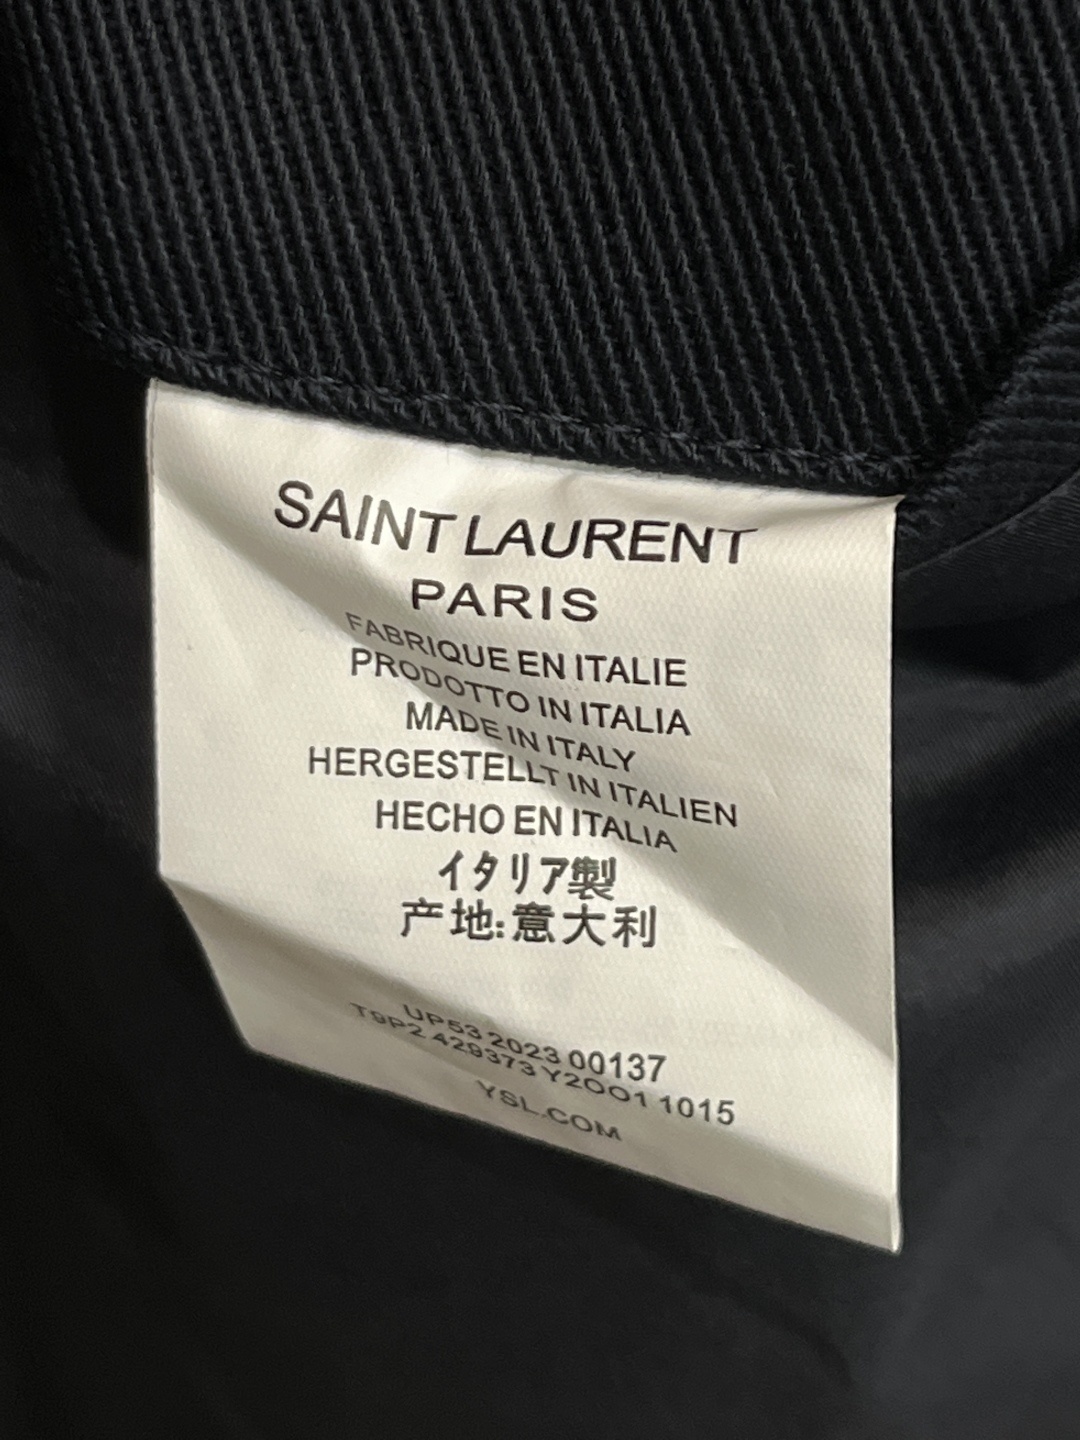 SAINT LAURENT
PARIS
FABRIQUE EN ITALIE
PRODOTTO IN ITALIA
MADE IN ITALY
HERGESTELLT IN ITALIEN
HECHO EN ITALIA
イタリア製
产地:意大利
UP53 2023 00137
T9P2 429373 Y2OO1 1015
YSL.COM